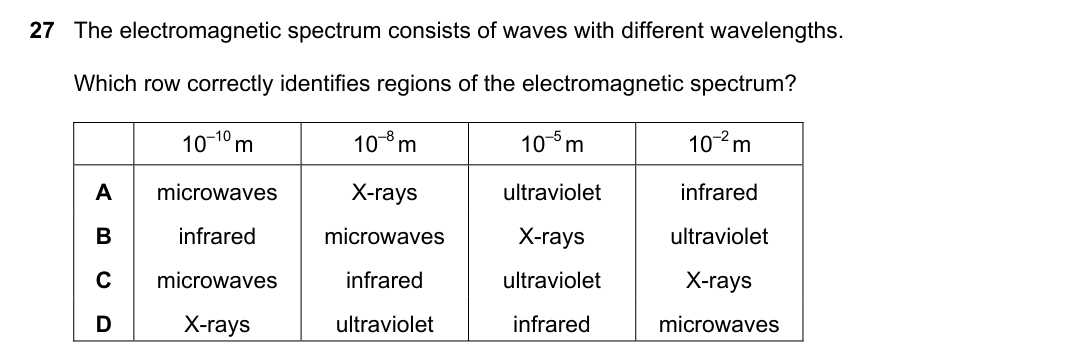 27 The electromagnetic spectrum consists of waves with different wavelengths.
Which row correctly identifies regions of the electromagnetic spectrum?
10⁻¹⁰ m 10⁻⁸ m 10⁻⁵ m 10⁻² m
A microwaves X-rays ultraviolet infrared
B infrared microwaves X-rays ultraviolet
C microwaves infrared ultraviolet X-rays
D X-rays ultraviolet infrared microwaves